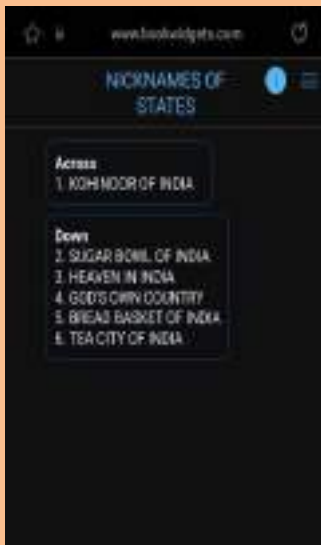 www.bookwidgets.com
NICKNAMES OF
STATES
Across
1. KOHINOOR OF INDIA
Down
2. SUGAR BOWL OF INDIA
3. HEAVEN IN INDIA
4. GOD'S OWN COUNTRY
5. BREAD BASKET OF INDIA
6. TEA CITY OF INDIA